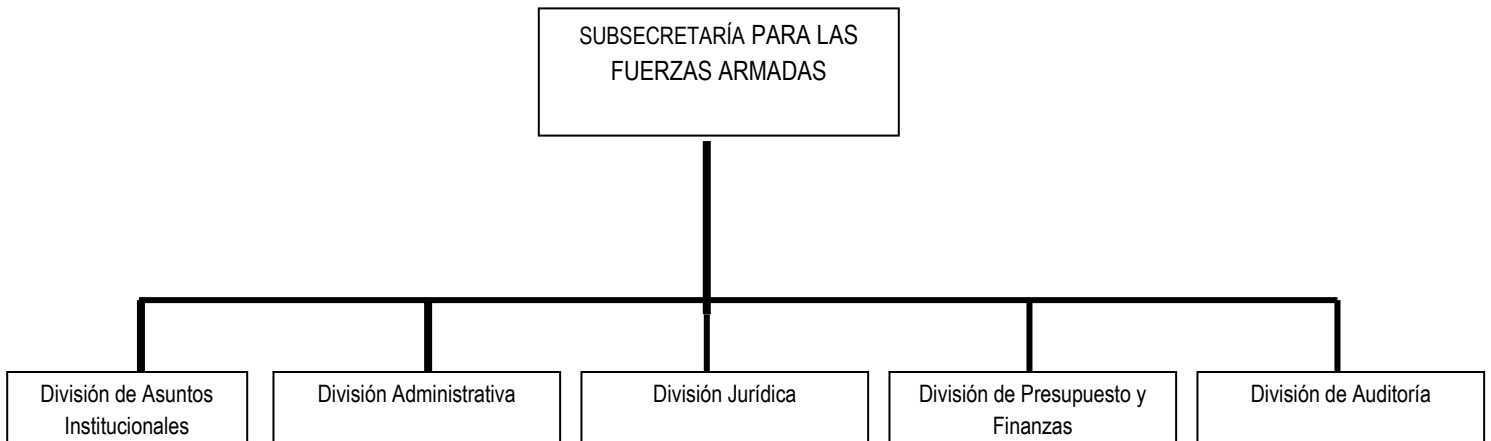 SUBSECRETARÍA PARA LAS
FUERZAS ARMADAS
División de Asuntos
Institucionales
División Administrativa
División Jurídica
División de Presupuesto y
Finanzas
División de Auditoría